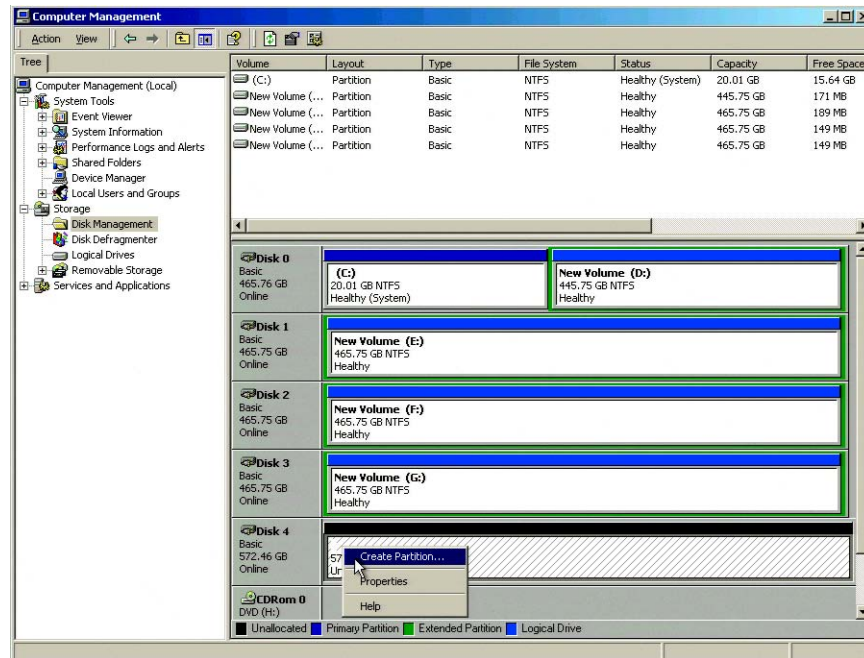 Computer Management
Action View
Tree
Computer Management (Local)
System Tools
Event Viewer
System Information
Performance Logs and Alerts
Shared Folders
Device Manager
Local Users and Groups
Storage
Disk Management
Disk Defragmenter
Logical Drives
Removable Storage
Services and Applications
Volume Layout Type File System Status Capacity Free Space
(C:) Partition Basic NTFS Healthy (System) 20.01 GB 15.64 GB
New Volume (... Partition Basic NTFS Healthy 445.75 GB 171 MB
New Volume (... Partition Basic NTFS Healthy 465.75 GB 189 MB
New Volume (... Partition Basic NTFS Healthy 465.75 GB 149 MB
New Volume (... Partition Basic NTFS Healthy 465.75 GB 149 MB
Disk 0
Basic
465.76 GB
Online
(C:)
20.01 GB NTFS
Healthy (System)
New Volume (D:)
445.75 GB NTFS
Healthy
Disk 1
Basic
465.75 GB
Online
New Volume (E:)
465.75 GB NTFS
Healthy
Disk 2
Basic
465.75 GB
Online
New Volume (F:)
465.75 GB NTFS
Healthy
Disk 3
Basic
465.75 GB
Online
New Volume (G:)
465.75 GB NTFS
Healthy
Disk 4
Basic
572.46 GB
Online
57
Un
Create Partition...
Properties
Help
CDRom 0
DVD (H:)
Unallocated Primary Partition Extended Partition Logical Drive